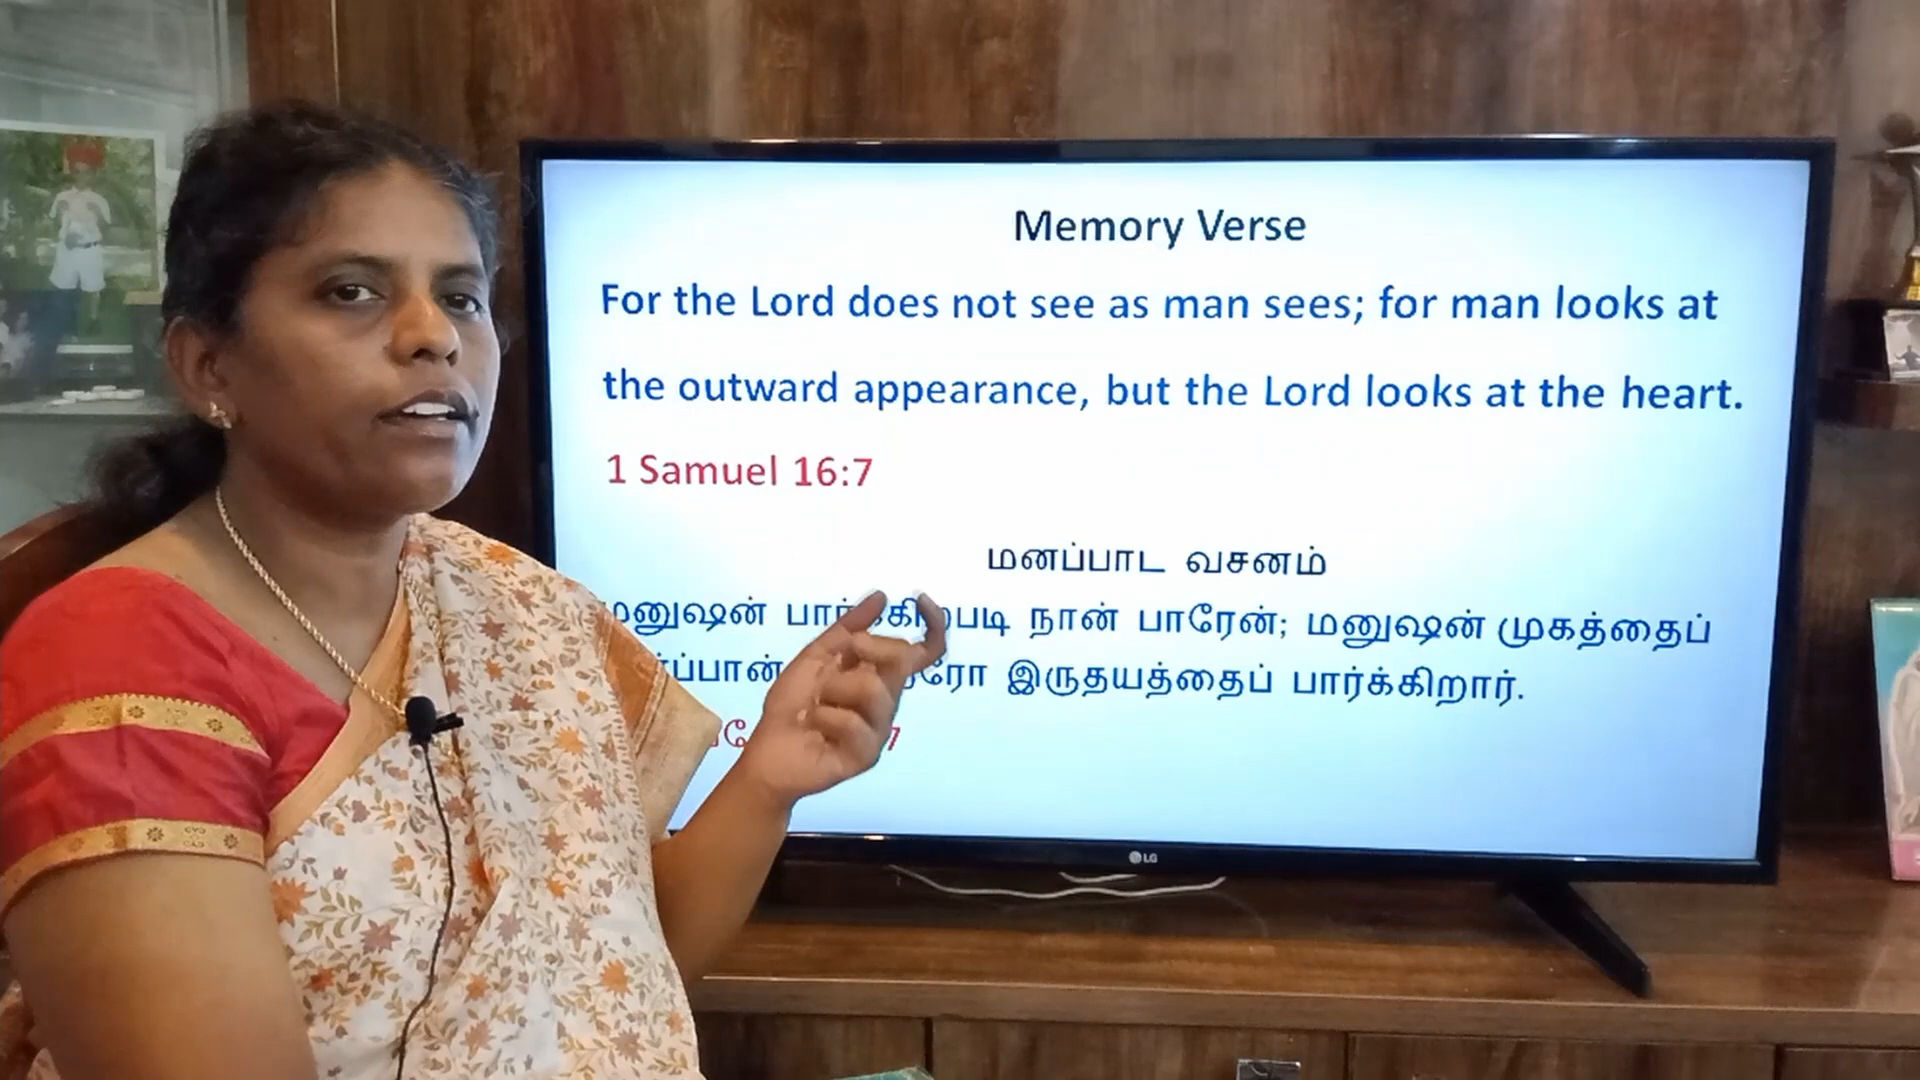 Memory Verse
For the Lord does not see as man sees; for man looks at
the outward appearance, but the Lord looks at the heart.
1 Samuel 16:7
மனப்பாட வசனம்
நான் பாரேன்; மனுஷன் முகத்தைப்
இருதயத்தைப் பார்க்கிறார்.
LG